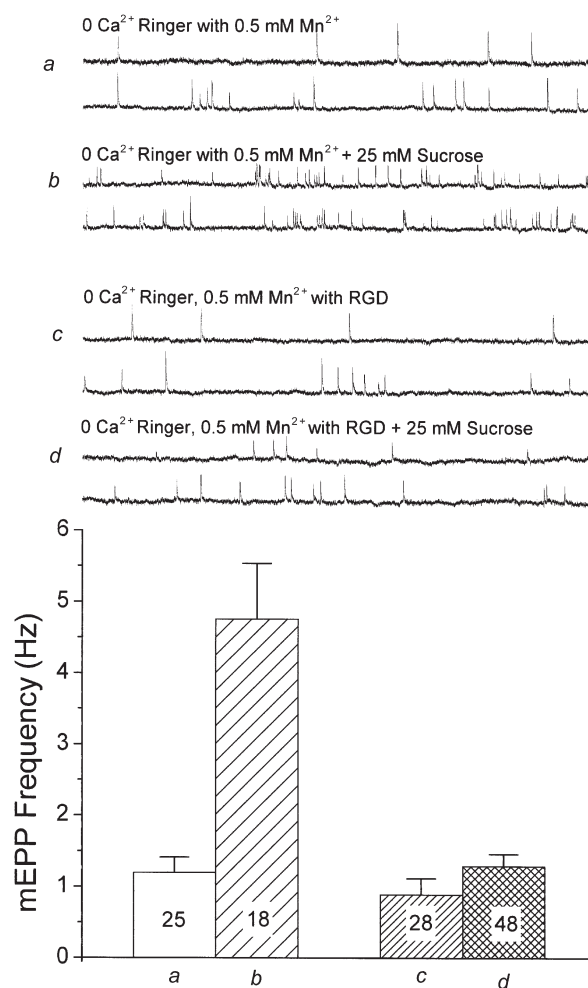 0 Ca²⁺ Ringer with 0.5 mM Mn²⁺
a
0 Ca²⁺ Ringer with 0.5 mM Mn²⁺ + 25 mM Sucrose
b
0 Ca²⁺ Ringer, 0.5 mM Mn²⁺ with RGD
c
0 Ca²⁺ Ringer, 0.5 mM Mn²⁺ with RGD + 25 mM Sucrose
d
mEPP Frequency (Hz)
6
5
4
3
2
1
0
25 18 28 48
a b c d